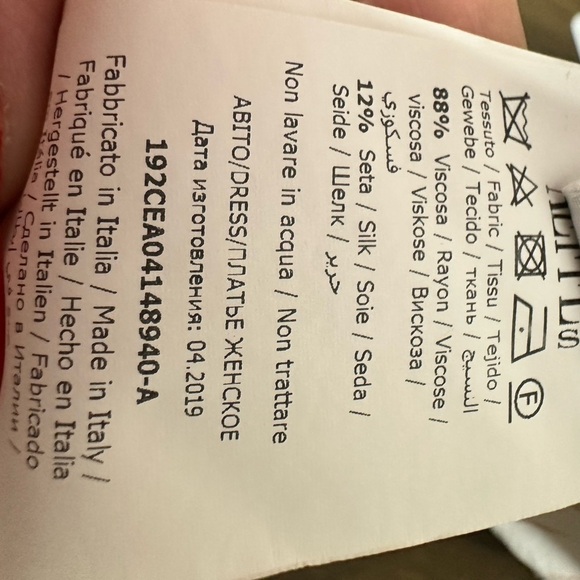 Tessuto / Fabric / Tissu / Tejido /
Gewebe / Tecido / ткань / النسيج
88% Viscosa / Rayon / Viscose /
viscosa / Viskose / Вискоза /
فسكوزي
12% Seta / Silk / Soie / Seda /
Seide / Шелк / حرير
Non lavare in acqua / Non trattare
ABITO/DRESS/ПЛАТЬЕ ЖЕНСКОЕ
Дата изготовления: 04.2019
192CEA04148940-A
Fabbricato in Italia / Made in Italy /
Fabriqué en Italie / Hecho en Italia
/ Hergestellt in Italien / Fabricado
/ Сделано в Италии /